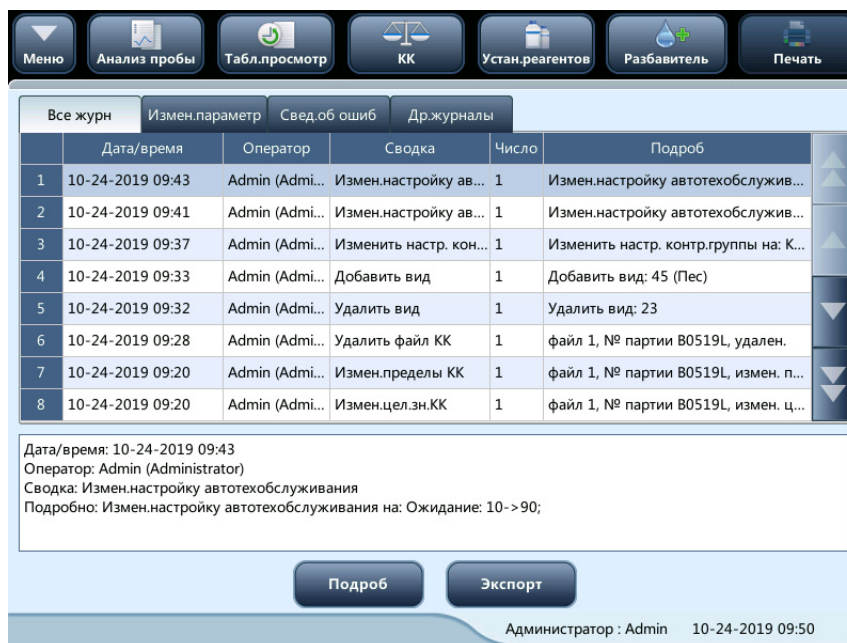 Меню Анализ пробы Табл.просмотр КК Устан.реагентов Разбавитель Печать
Все журн Измен.параметр Свед.об ошиб Др.журналы
Дата/время Оператор Сводка Число Подроб
1 10-24-2019 09:43 Admin (Admi... Измен.настройку ав... 1 Измен.настройку автотехобслужив...
2 10-24-2019 09:41 Admin (Admi... Измен.настройку ав... 1 Измен.настройку автотехобслужив...
3 10-24-2019 09:37 Admin (Admi... Изменить настр. кон... 1 Изменить настр. контр.группы на: К...
4 10-24-2019 09:33 Admin (Admi... Добавить вид 1 Добавить вид: 45 (Пес)
5 10-24-2019 09:32 Admin (Admi... Удалить вид 1 Удалить вид: 23
6 10-24-2019 09:28 Admin (Admi... Удалить файл КК 1 файл 1, № партии B0519L, удален.
7 10-24-2019 09:20 Admin (Admi... Измен.пределы КК 1 файл 1, № партии B0519L, измен. п...
8 10-24-2019 09:20 Admin (Admi... Измен.цел.зн.КК 1 файл 1, № партии B0519L, измен. ц...
Дата/время: 10-24-2019 09:43
Оператор: Admin (Administrator)
Сводка: Измен.настройку автотехобслуживания
Подробно: Измен.настройку автотехобслуживания на: Ожидание: 10->90;
Подроб Экспорт
Администратор : Admin 10-24-2019 09:50